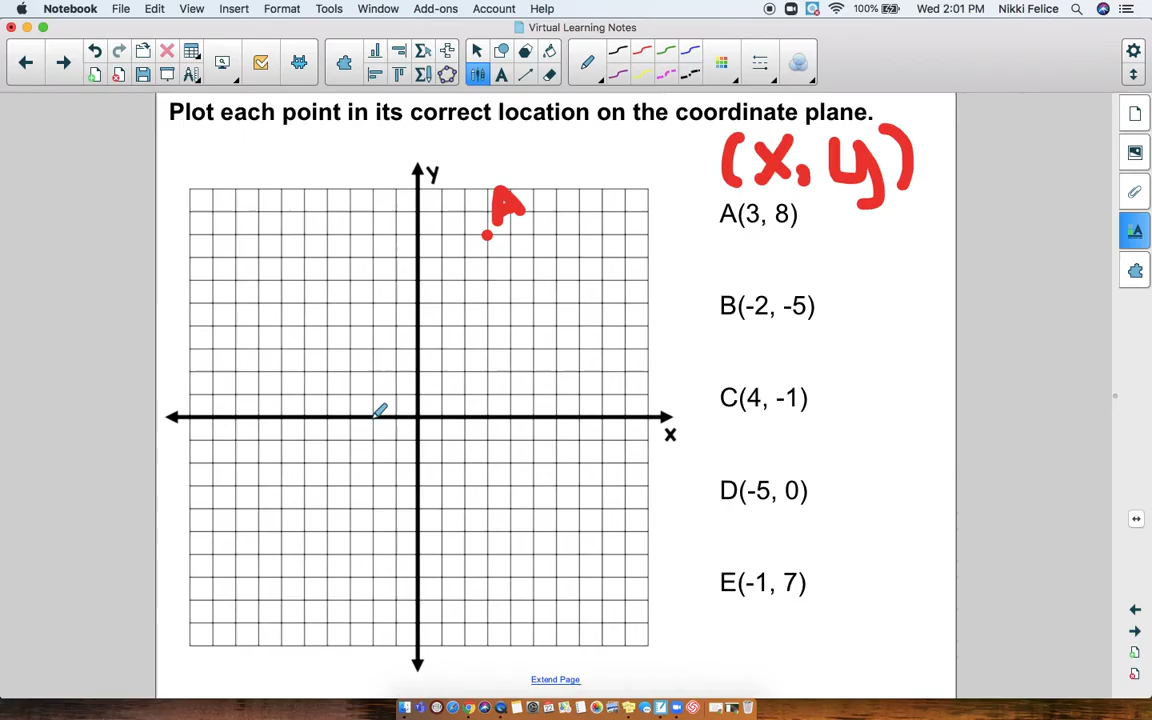 Notebook File Edit View Insert Format Tools Window Add-ons Account Help 100% Wed 2:01 PM Nikki Felice
Virtual Learning Notes
Plot each point in its correct location on the coordinate plane.
(x, y)
y
A
A(3, 8)
B(-2, -5)
C(4, -1)
x
D(-5, 0)
E(-1, 7)
Extend Page